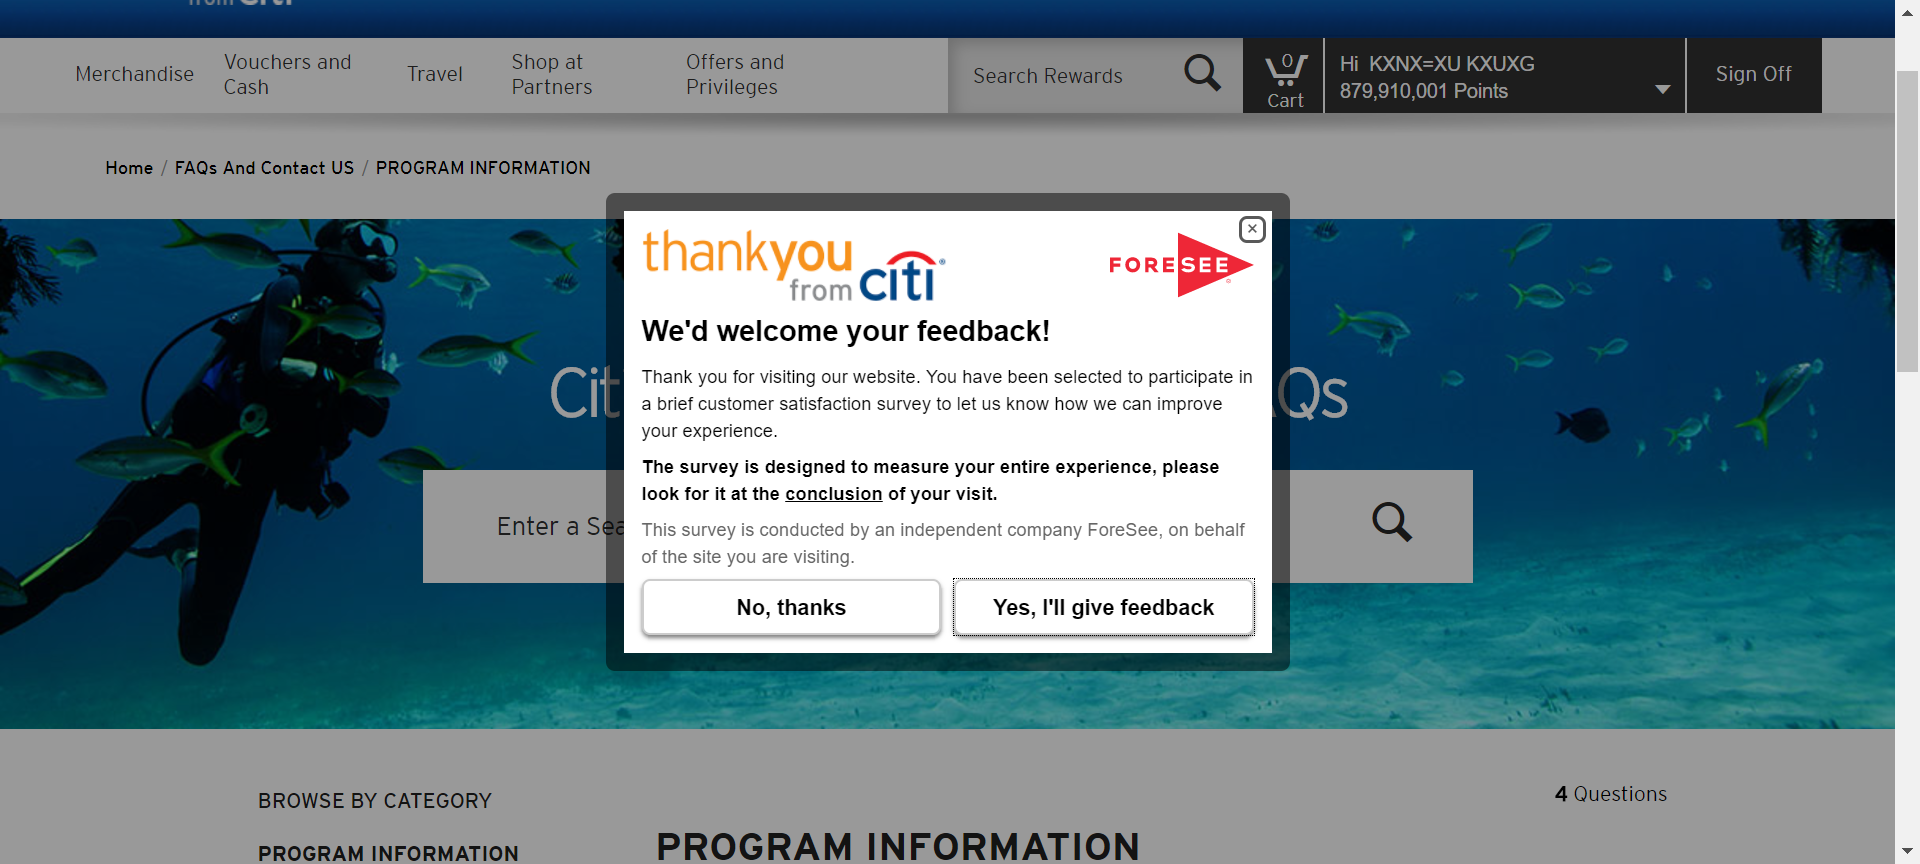 from citi
Merchandise
Vouchers and
Cash
Travel
Shop at
Partners
Offers and
Privileges
Search Rewards
0
Cart
Hi KXNX=XU KXUXG
879,910,001 Points
Sign Off
Home / FAQs And Contact US / PROGRAM INFORMATION
thankyou
from citi®
FORESEE
We'd welcome your feedback!
Thank you for visiting our website. You have been selected to participate in
a brief customer satisfaction survey to let us know how we can improve
your experience.
The survey is designed to measure your entire experience, please
look for it at the conclusion of your visit.
This survey is conducted by an independent company ForeSee, on behalf
of the site you are visiting.
No, thanks
Yes, I'll give feedback
Enter a
BROWSE BY CATEGORY
PROGRAM INFORMATION
4 Questions
PROGRAM INFORMATION